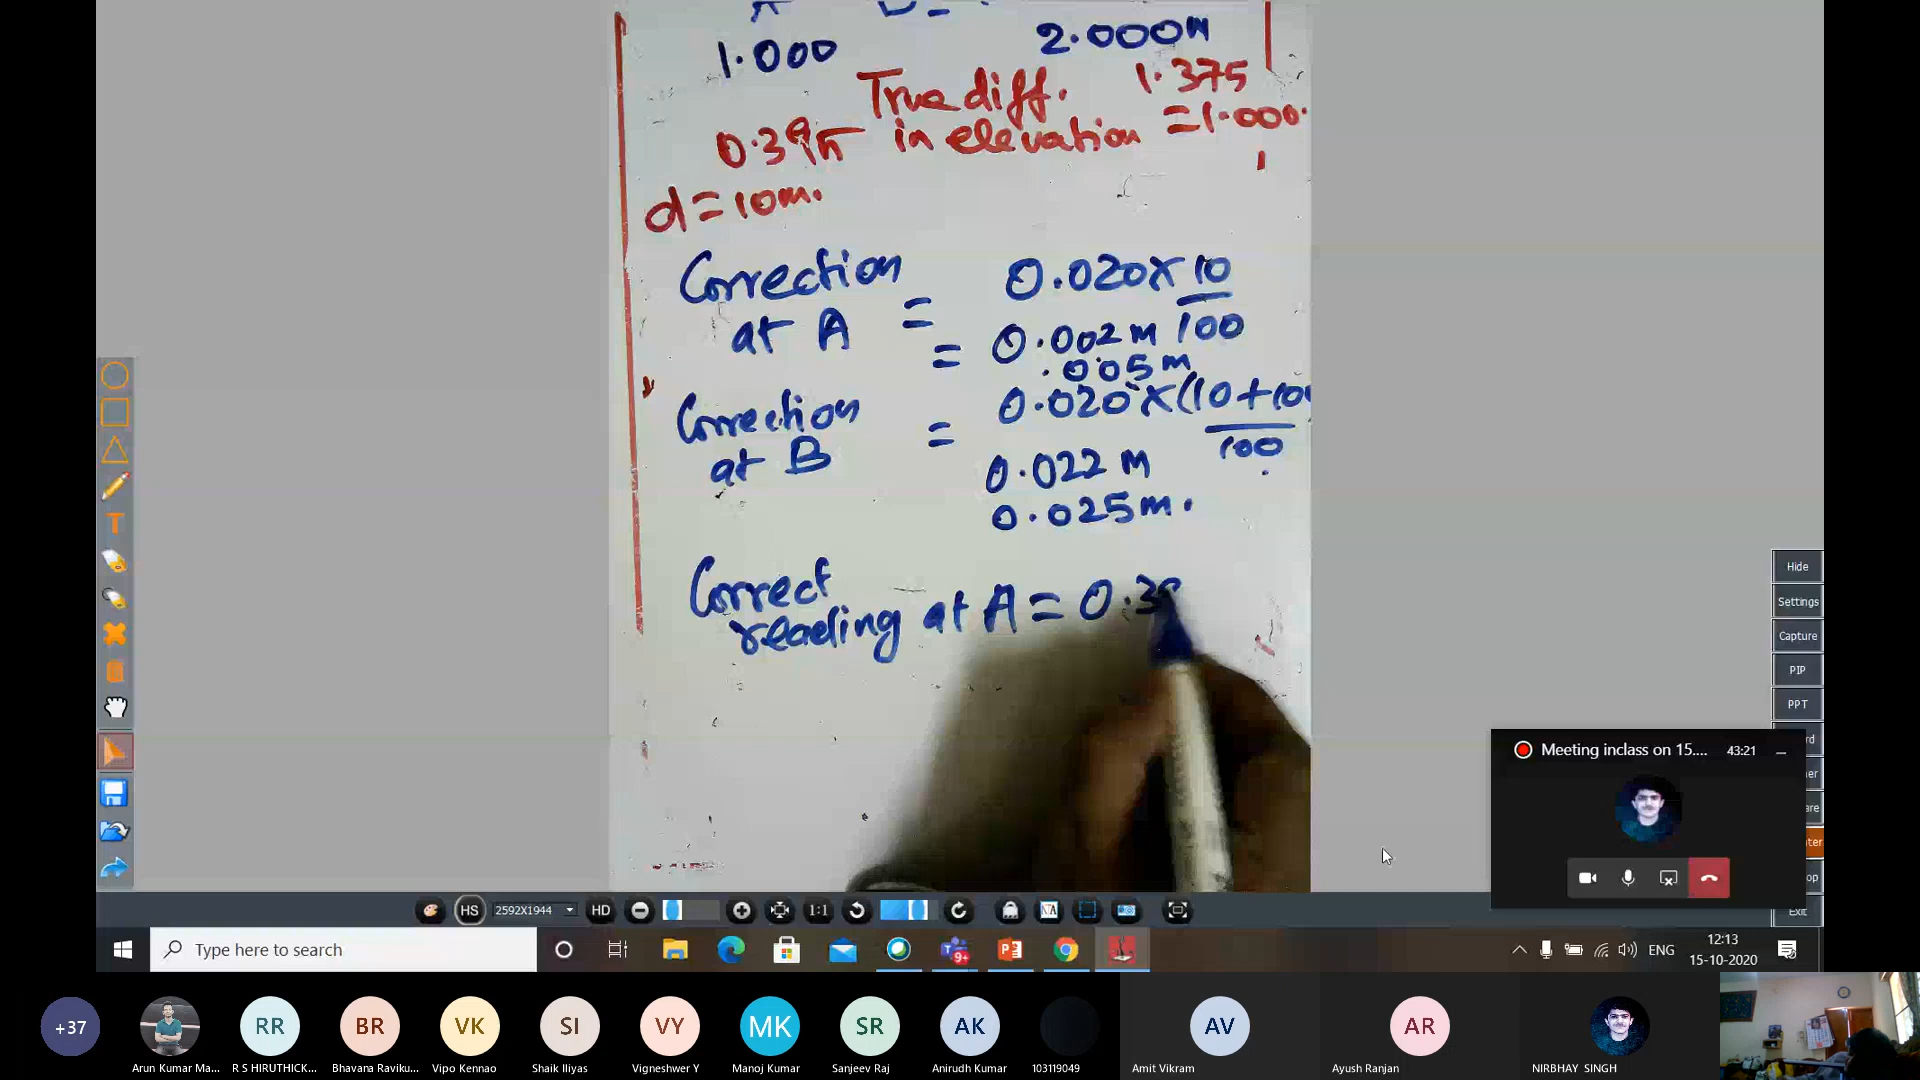 1.000
2.000M
True diff.
1.375
in elevation
=1.000.
d=10m.
Correction
at A
=
0.020×10
100
= 0.002m
.005m
Correction
at B
=
0.020×(10+10
100
0.022 m
0.025m.
Correct
reading at A = 0.3
Hide
Settings
Capture
PIP
PPT
Exit
Meeting inclass on 15....
43:21
HS
2592X1944
HD
1:1
Type here to search
9+
ENG
12:13
15-10-2020
+37
RR
BR
VK
SI
VY
MK
SR
AK
AV
AR
Arun Kumar Ma...
R S HIRUTHICK...
Bhavana Raviku...
Vipo Kennao
Shaik Iliyas
Vigneshwer Y
Manoj Kumar
Sanjeev Raj
Anirudh Kumar
103119049
Amit Vikram
Ayush Ranjan
NIRBHAY SINGH